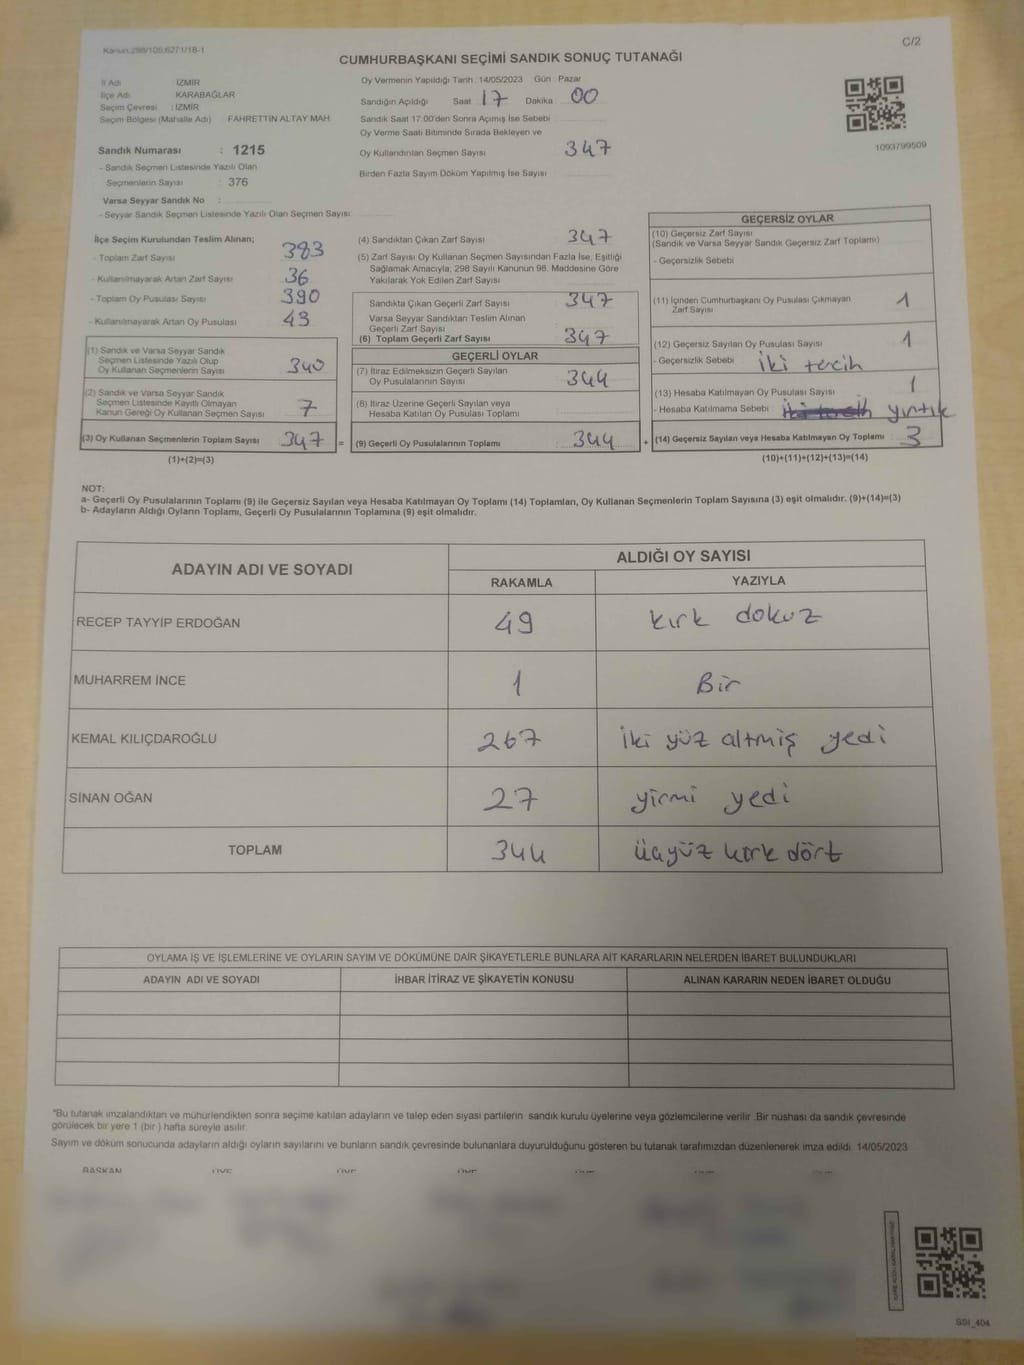 Kanun:298/105;6271/18-1
C/2
CUMHURBAŞKANI SEÇİMİ SANDIK SONUÇ TUTANAĞI
İl Adı İZMİR
İlçe Adı KARABAĞLAR
Seçim Çevresi : İZMİR
Seçim Bölgesi (Mahalle Adı) FAHRETTİN ALTAY MAH.
Sandık Numarası : 1215
- Sandık Seçmen Listesinde Yazılı Olan
Seçmenlerin Sayısı : 376
Varsa Seyyar Sandık No :
- Seyyar Sandık Seçmen Listesinde Yazılı Olan Seçmen Sayısı:
Oy Vermenin Yapıldığı Tarih : 14/05/2023 Gün : Pazar
Sandığın Açıldığı Saat 17 Dakika 00
Sandık Saat 17:00'den Sonra Açımış İse Sebebi
Oy Verme Saati Bitiminde Sırada Bekleyen ve
Oy Kullandırılan Seçmen Sayısı 347
Birden Fazla Sayım Döküm Yapılmış İse Sayısı
1093799509
İlçe Seçim Kurulundan Teslim Alınan;
- Toplam Zarf Sayısı 383
- Kullanılmayarak Artan Zarf Sayısı 36
- Toplam Oy Pusulası Sayısı 390
- Kullanılmayarak Artan Oy Pusulası 43
(1) Sandık ve Varsa Seyyar Sandık
Seçmen Listesinde Yazılı Olup
Oy Kullanan Seçmenlerin Sayısı 340
(2) Sandık ve Varsa Seyyar Sandık
Seçmen Listesinde Kayıtlı Olmayan
Kanun Gereği Oy Kullanan Seçmen Sayısı 7
(3) Oy Kullanan Seçmenlerin Toplam Sayısı 347 =
(1)+(2)=(3)
(4) Sandıktan Çıkan Zarf Sayısı 347
(5) Zarf Sayısı Oy Kullanan Seçmen Sayısından Fazla İse, Eşitliği
Sağlamak Amacıyla; 298 Sayılı Kanunun 98. Maddesine Göre
Yakılarak Yok Edilen Zarf Sayısı
Sandıkta Çıkan Geçerli Zarf Sayısı 347
Varsa Seyyar Sandıktan Teslim Alınan
Geçerli Zarf Sayısı
(6) Toplam Geçerli Zarf Sayısı 347
GEÇERLİ OYLAR
(7) İtiraz Edilmeksizin Geçerli Sayılan
Oy Pusulalarının Sayısı 344
(8) İtiraz Üzerine Geçerli Sayılan veya
Hesaba Katılan Oy Pusulası Toplamı
(9) Geçerli Oy Pusulalarının Toplamı 344 +
GEÇERSİZ OYLAR
(10) Geçersiz Zarf Sayısı
(Sandık ve Varsa Seyyar Sandık Geçersiz Zarf Toplamı)
- Geçersizlik Sebebi
(11) İçinden Cumhurbaşkanı Oy Pusulası Çıkmayan
Zarf Sayısı 1
(12) Geçersiz Sayılan Oy Pusulası Sayısı 1
- Geçersizlik Sebebi iki tercih
(13) Hesaba Katılmayan Oy Pusulası Sayısı 1
- Hesaba Katılmama Sebebi iki tercih yırtık
(14) Geçersiz Sayılan veya Hesaba Katılmayan Oy Toplamı 3
(10)+(11)+(12)+(13)=(14)
NOT:
a- Geçerli Oy Pusulalarının Toplamı (9) ile Geçersiz Sayılan veya Hesaba Katılmayan Oy Toplamı (14) Toplamları, Oy Kullanan Seçmenlerin Toplam Sayısına (3) eşit olmalıdır. (9)+(14)=(3)
b- Adayların Aldığı Oyların Toplamı, Geçerli Oy Pusulalarının Toplamına (9) eşit olmalıdır.
ADAYIN ADI VE SOYADI
ALDIĞI OY SAYISI
RAKAMLA YAZIYLA
RECEP TAYYİP ERDOĞAN 49 kırk dokuz
MUHARREM İNCE 1 Bir
KEMAL KILIÇDAROĞLU 267 iki yüz altmış yedi
SİNAN OĞAN 27 yirmi yedi
TOPLAM 344 üçyüz kırk dört
OYLAMA İŞ VE İŞLEMLERİNE VE OYLARIN SAYIM VE DÖKÜMÜNE DAİR ŞİKAYETLERLE BUNLARA AİT KARARLARIN NELERDEN İBARET BULUNDUKLARI
ADAYIN ADI VE SOYADI İHBAR İTİRAZ VE ŞİKAYETİN KONUSU ALINAN KARARIN NEDEN İBARET OLDUĞU
*Bu tutanak imzalandıktan ve mühürlendikten sonra seçime katılan adayların ve talep eden siyasi partilerin sandık kurulu üyelerine veya gözlemcilerine verilir. Bir nüshası da sandık çevresinde
görülecek bir yere 1 (bir) hafta süreyle asılır.
Sayım ve döküm sonucunda adayların aldığı oyların sayılarını ve bunların sandık çevresinde bulunanlara duyurulduğunu gösteren bu tutanak tarafımızdan düzenlenerek imza edildi. 14/05/2023
BAŞKAN ÜYE ÜYE ÜYE ÜYE ÜYE ÜYE
SSI_404